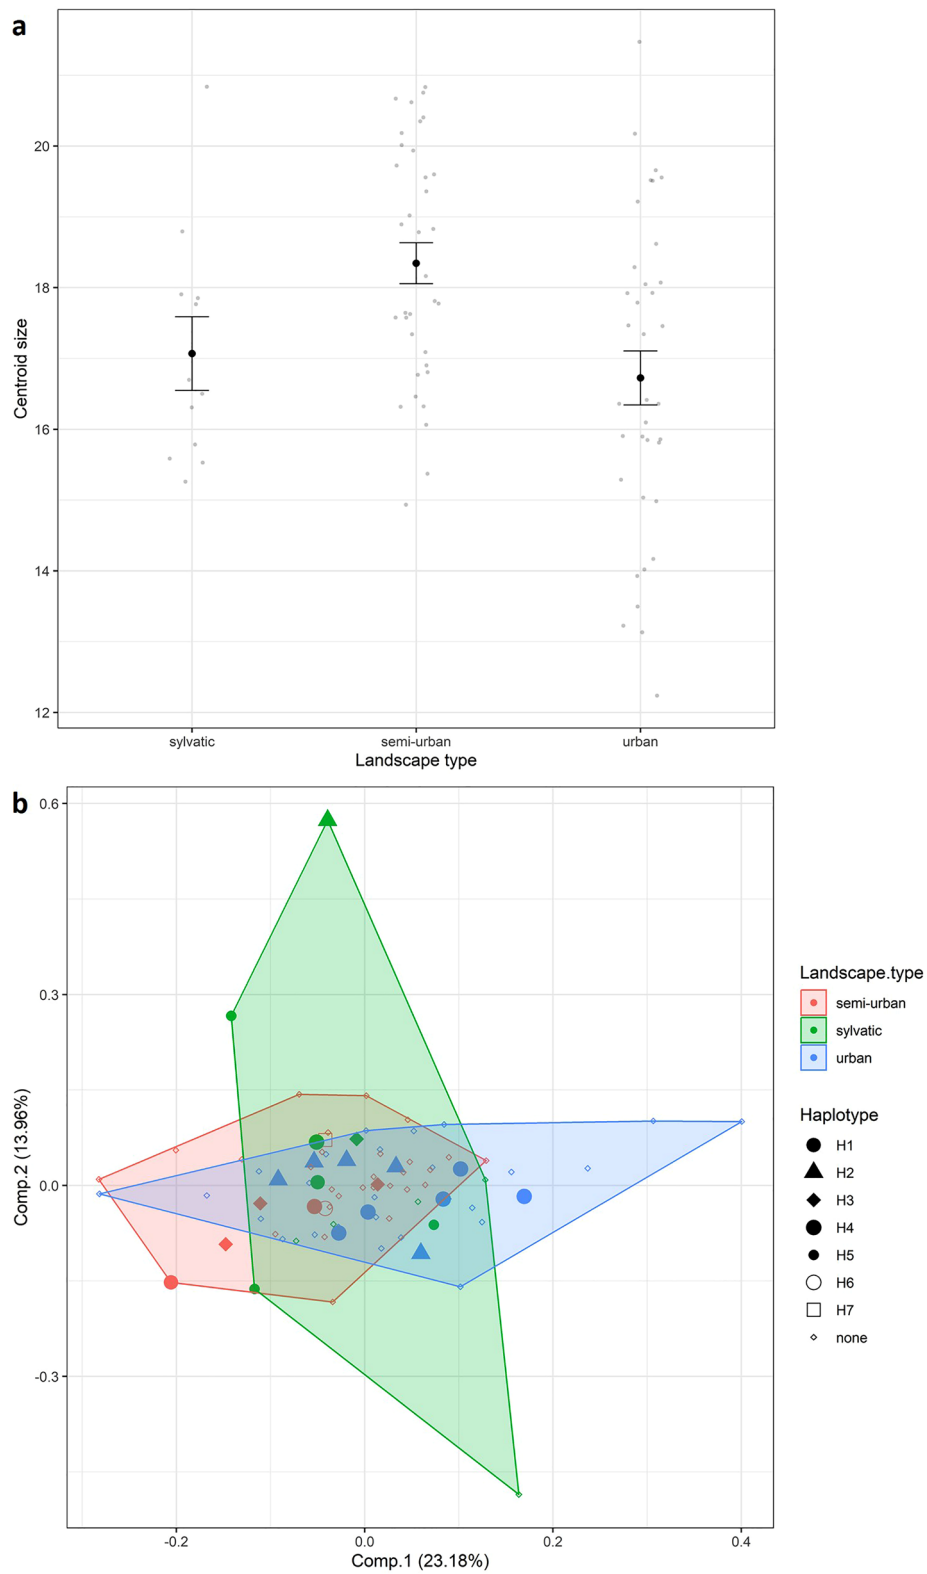 a
20
18
16
14
12
Centroid size
sylvatic semi-urban urban
Landscape type
b
0.6
0.3
0.0
-0.3
Comp.2 (13.96%)
-0.2 0.0 0.2 0.4
Comp.1 (23.18%)
Landscape.type
semi-urban
sylvatic
urban
Haplotype
H1
H2
H3
H4
H5
H6
H7
none